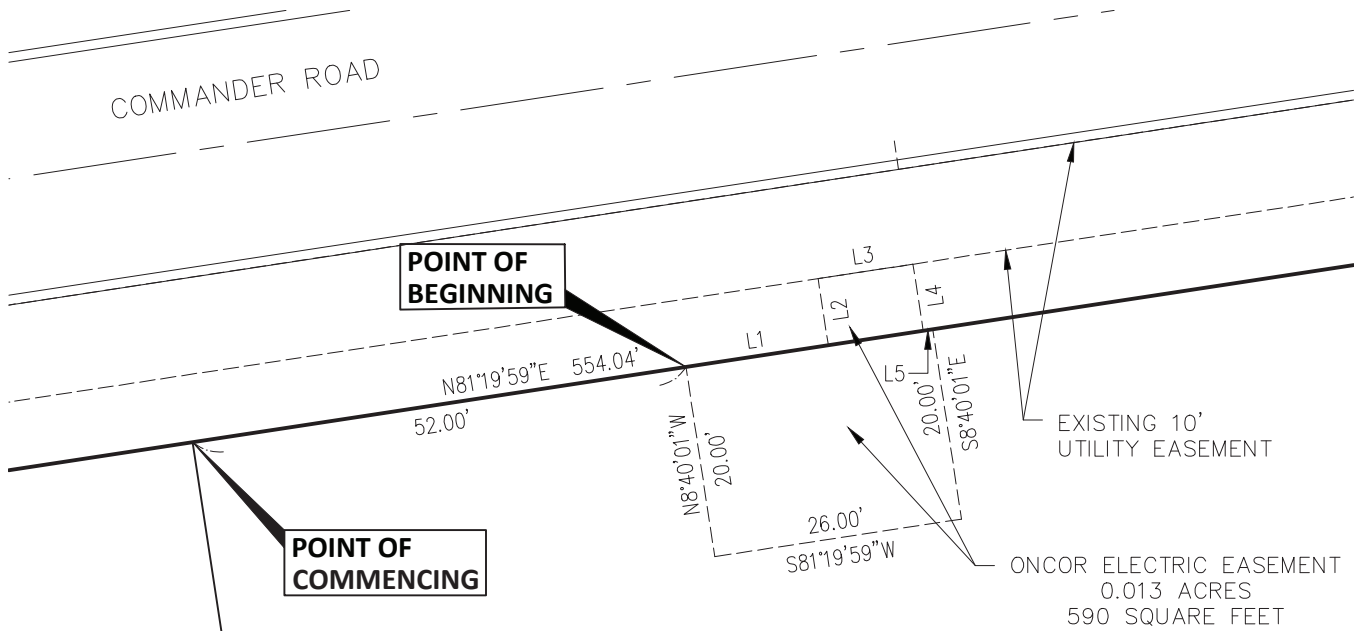 COMMANDER ROAD
POINT OF
BEGINNING
L3
L2
L4
L1
N81°19'59"E 554.04'
52.00'
L5
N8°40'01"W
20.00'
20.00'
S8°40'01"E
26.00'
S81°19'59"W
EXISTING 10'
UTILITY EASEMENT
POINT OF
COMMENCING
ONCOR ELECTRIC EASEMENT
0.013 ACRES
590 SQUARE FEET